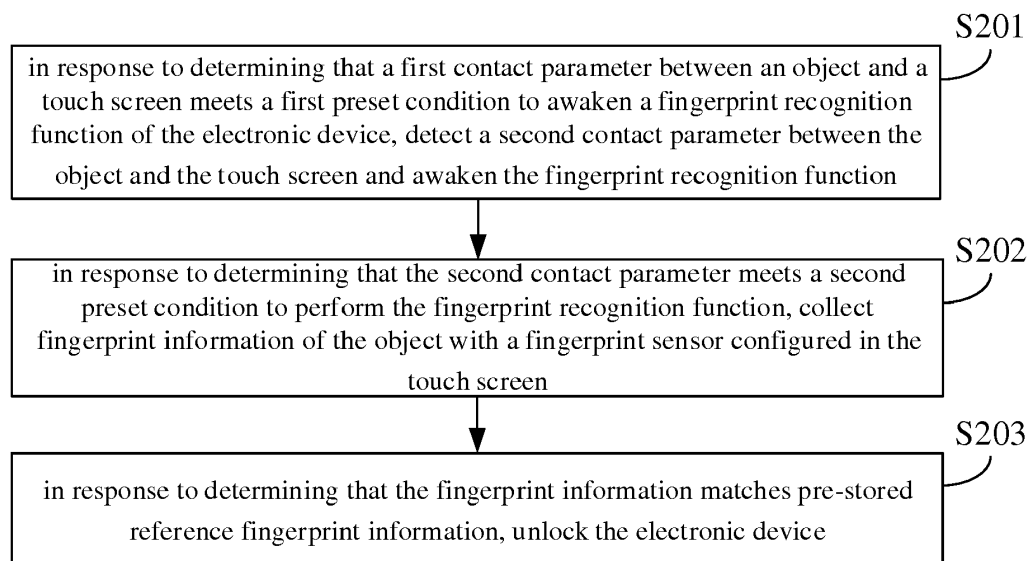 S201
in response to determining that a first contact parameter between an object and a
touch screen meets a first preset condition to awaken a fingerprint recognition
function of the electronic device, detect a second contact parameter between the
object and the touch screen and awaken the fingerprint recognition function
S202
in response to determining that the second contact parameter meets a second
preset condition to perform the fingerprint recognition function, collect
fingerprint information of the object with a fingerprint sensor configured in the
touch screen
S203
in response to determining that the fingerprint information matches pre-stored
reference fingerprint information, unlock the electronic device